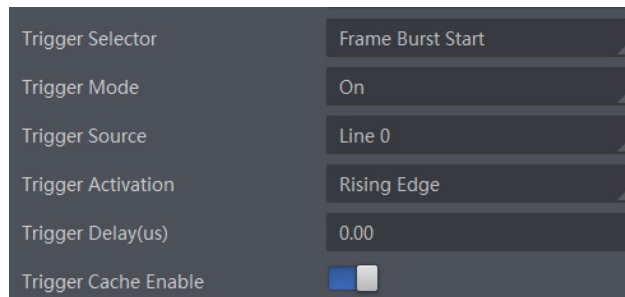 Trigger Selector Frame Burst Start
Trigger Mode On
Trigger Source Line 0
Trigger Activation Rising Edge
Trigger Delay(us) 0.00
Trigger Cache Enable